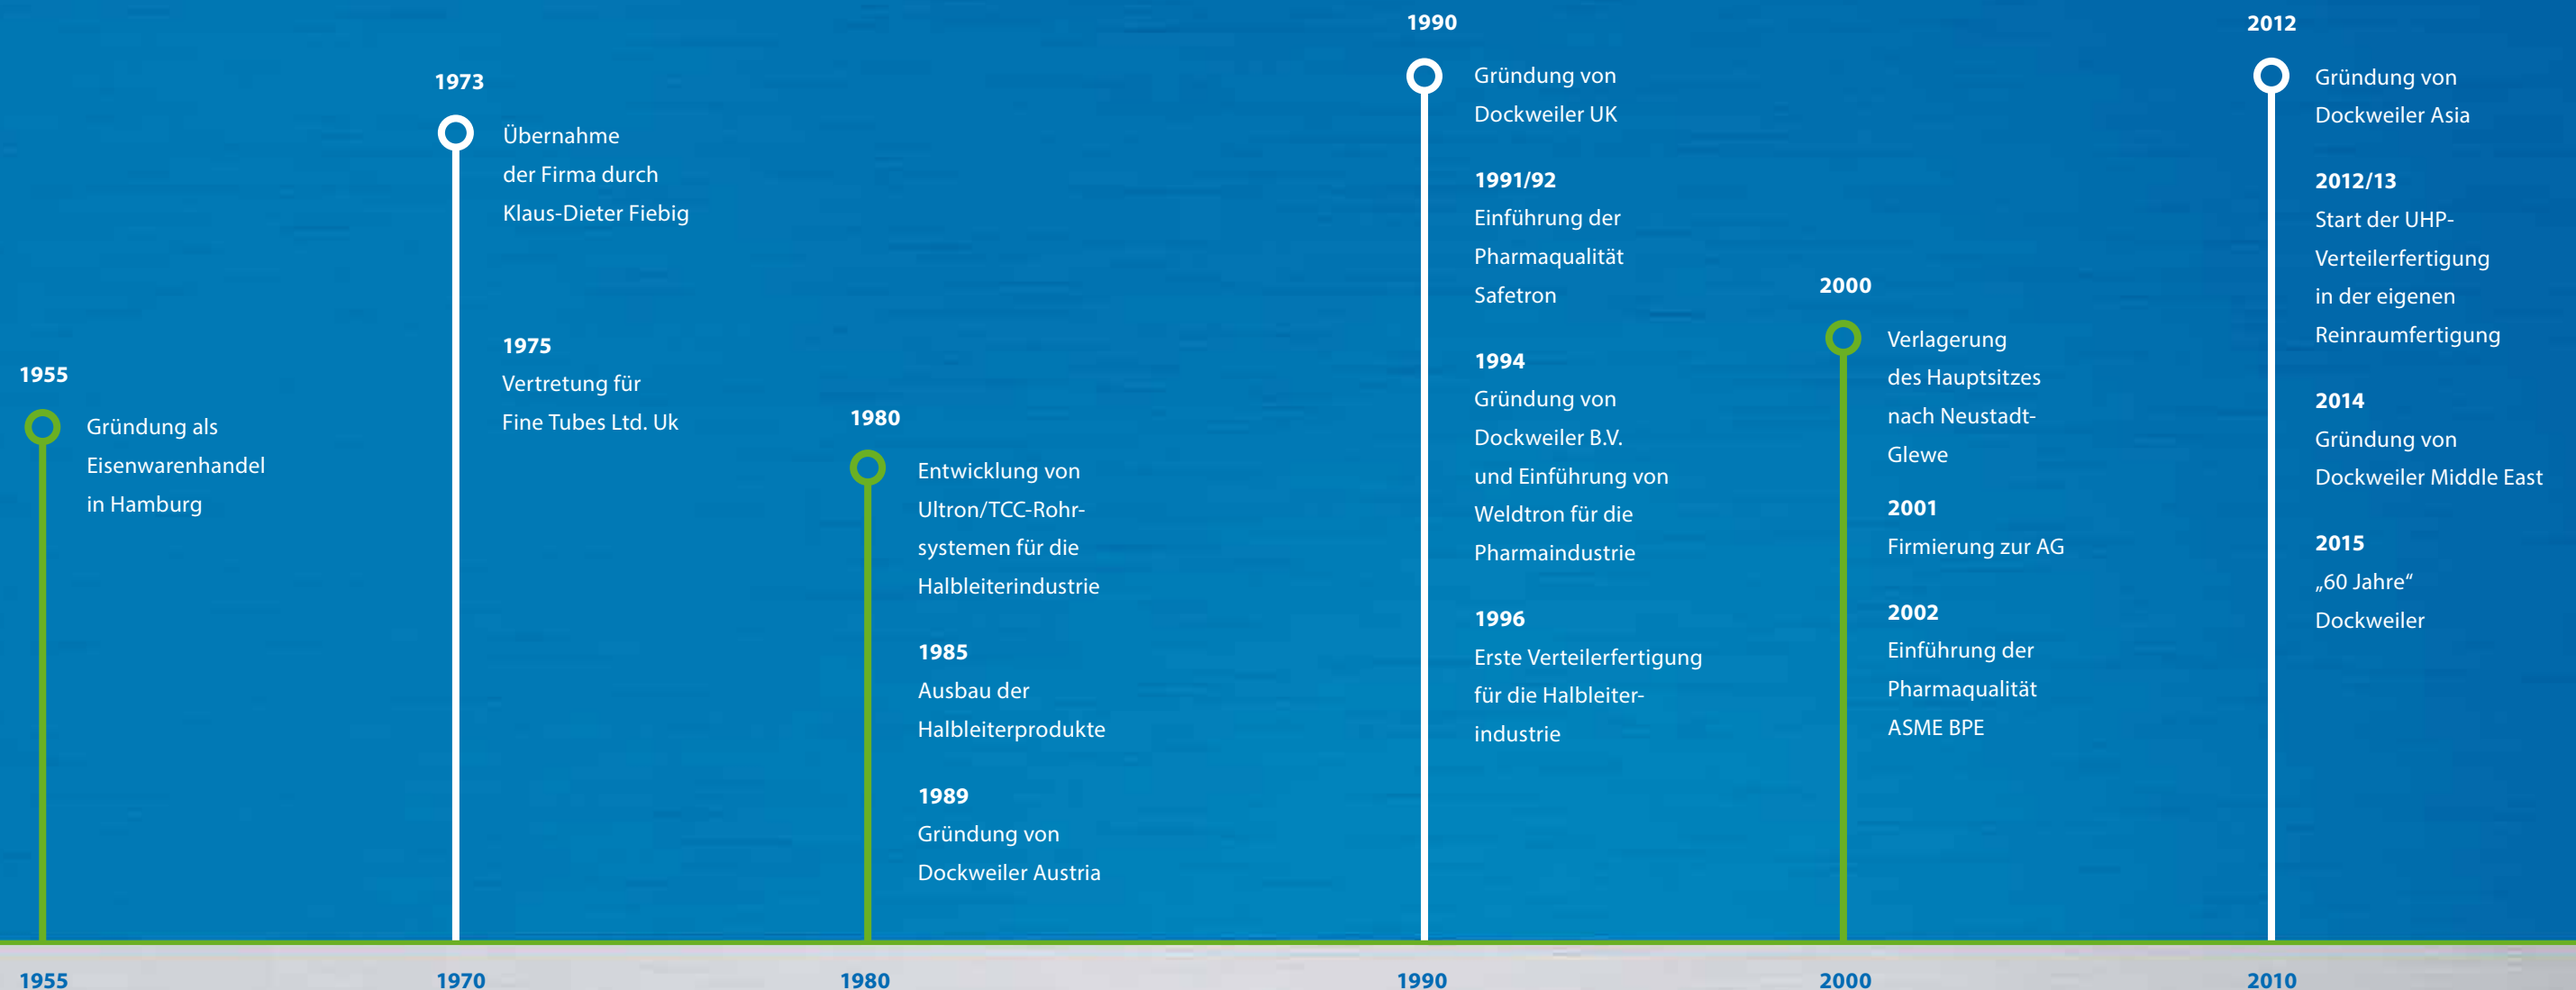 1955
Gründung als
Eisenwarenhandel
in Hamburg
1973
Übernahme
der Firma durch
Klaus-Dieter Fiebig
1975
Vertretung für
Fine Tubes Ltd. Uk
1980
Entwicklung von
Ultron/TCC-Rohr-
systemen für die
Halbleiterindustrie
1985
Ausbau der
Halbleiterprodukte
1989
Gründung von
Dockweiler Austria
1990
Gründung von
Dockweiler UK
1991/92
Einführung der
Pharmaqualität
Safetron
1994
Gründung von
Dockweiler B.V.
und Einführung von
Weldtron für die
Pharmaindustrie
1996
Erste Verteilerfertigung
für die Halbleiter-
industrie
2000
Verlagerung
des Hauptsitzes
nach Neustadt-
Glewe
2001
Firmierung zur AG
2002
Einführung der
Pharmaqualität
ASME BPE
2012
Gründung von
Dockweiler Asia
2012/13
Start der UHP-
Verteilerfertigung
in der eigenen
Reinraumfertigung
2014
Gründung von
Dockweiler Middle East
2015
„60 Jahre“
Dockweiler
1955
1970
1980
1990
2000
2010